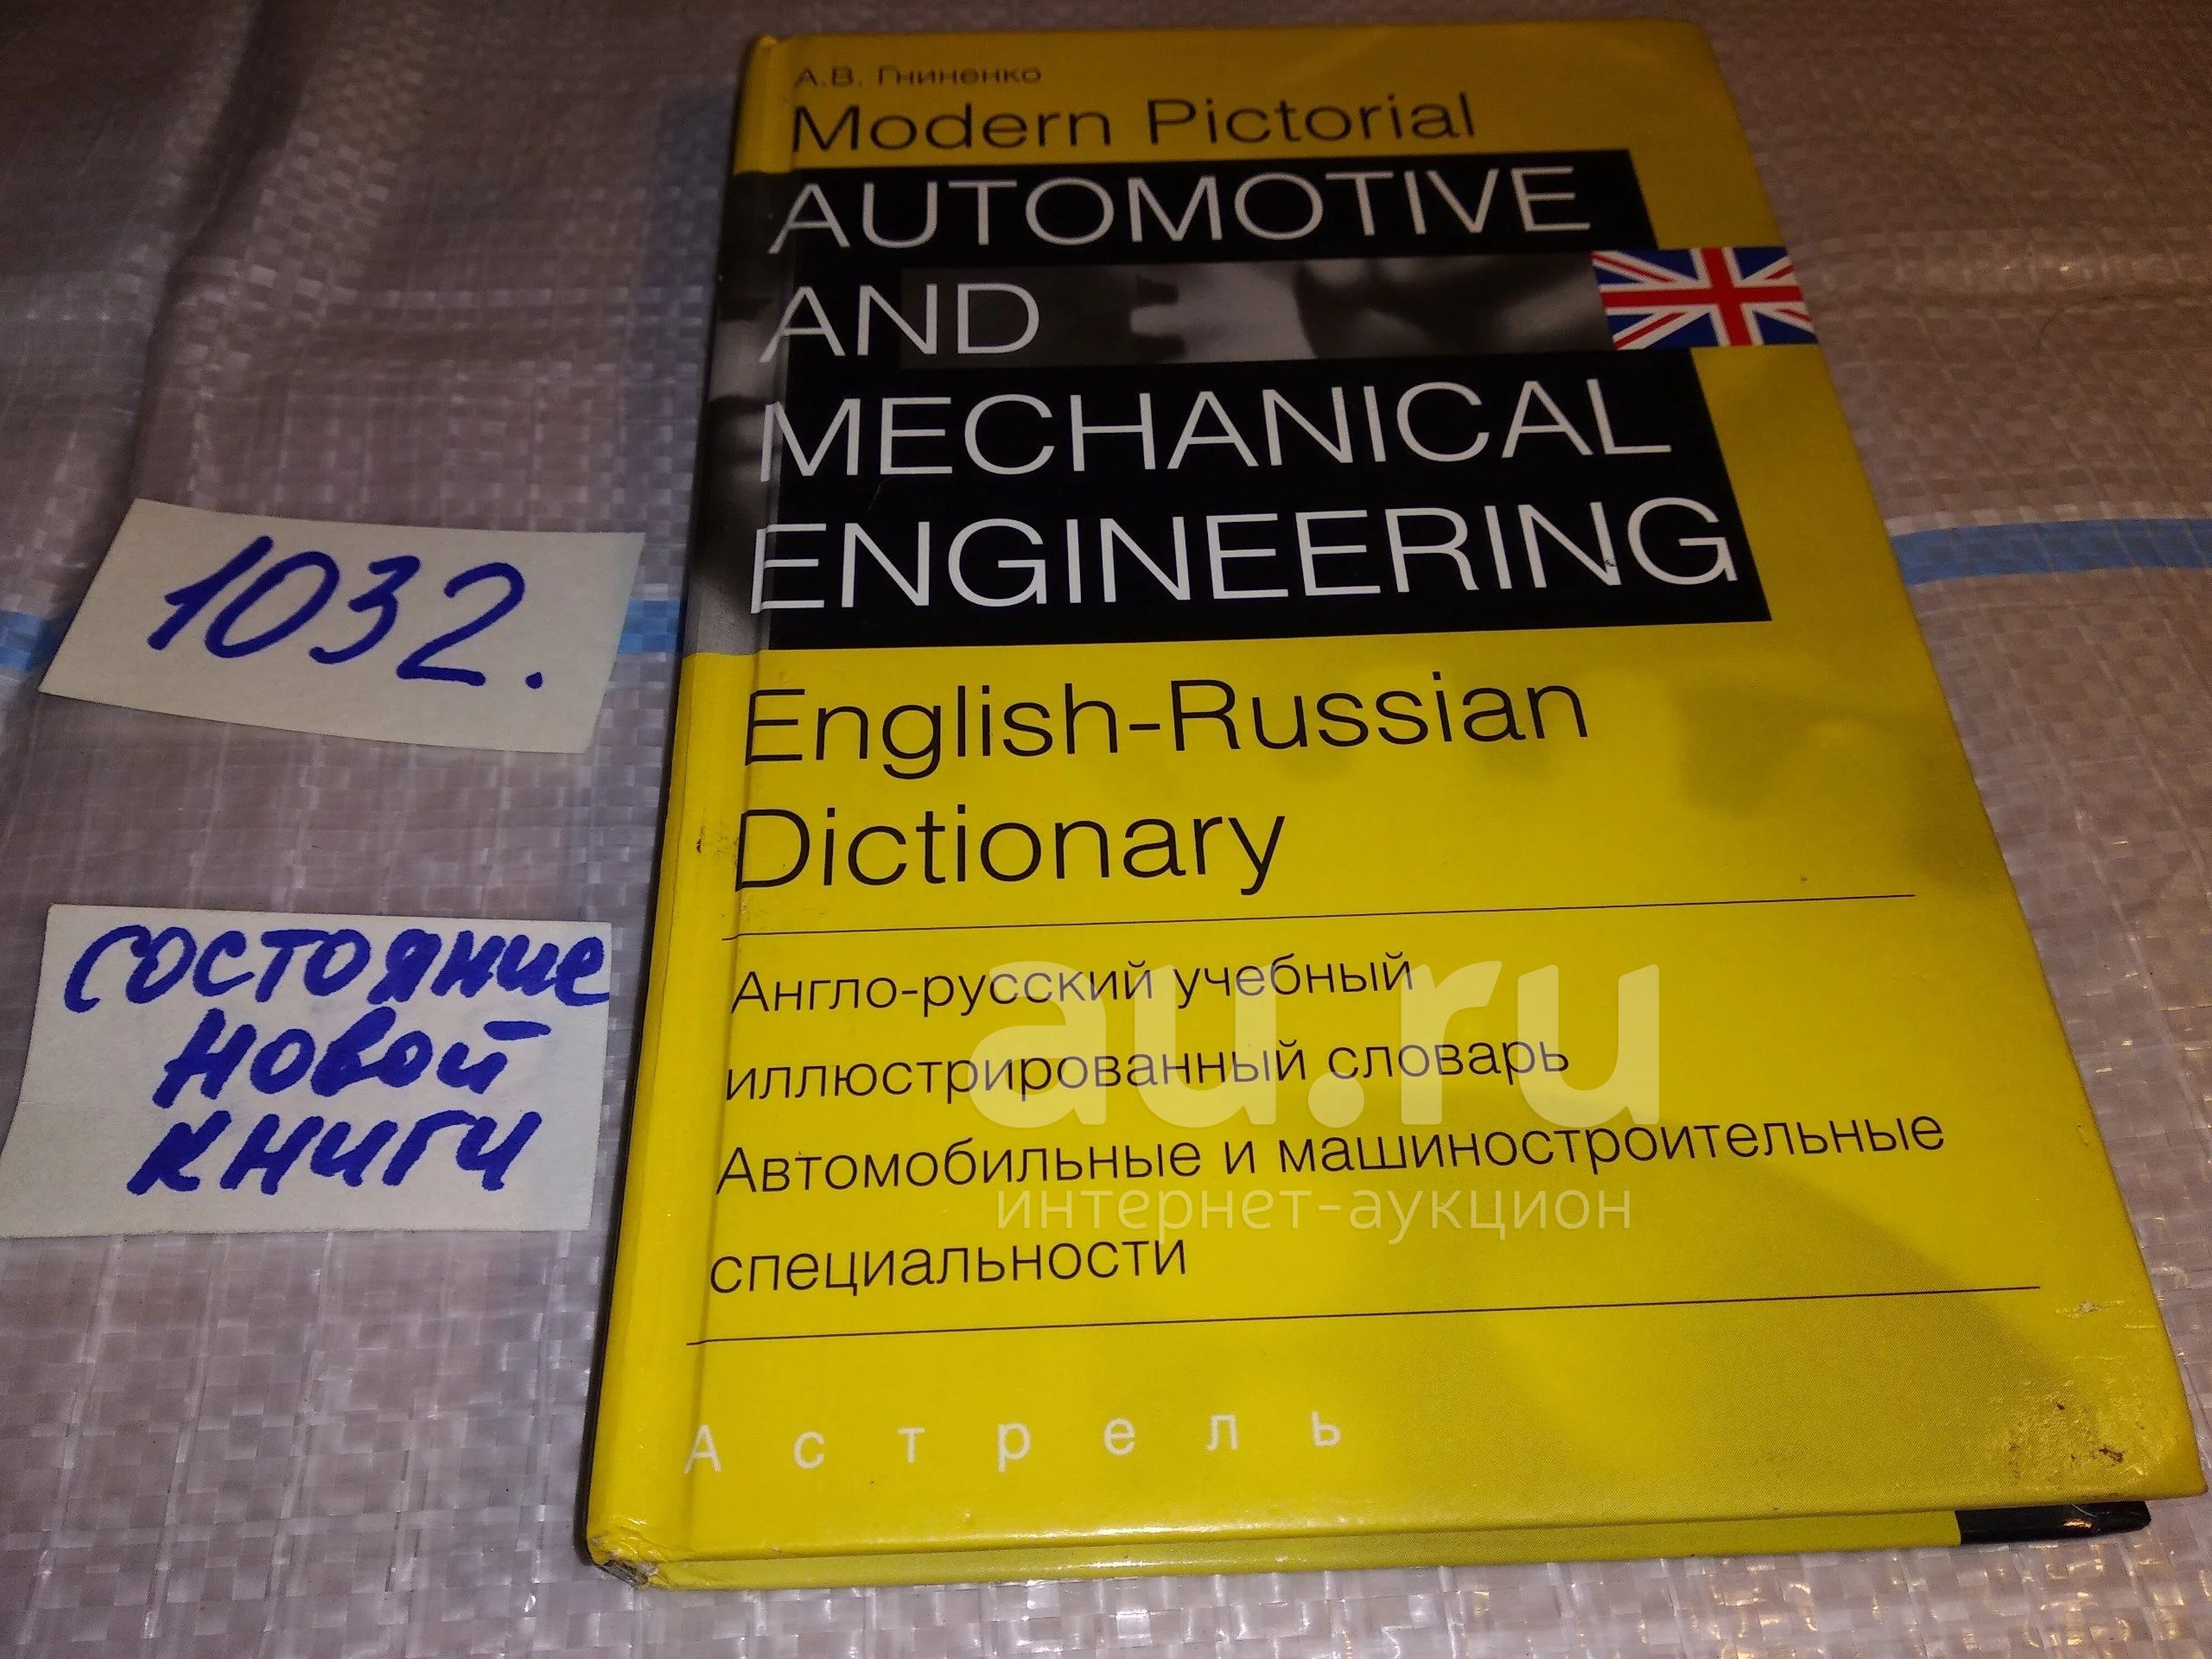 А.В. Гниненко
Modern Pictorial
AUTOMOTIVE
AND
MECHANICAL
ENGINEERING
English-Russian
Dictionary
Англо-русский учебный
иллюстрированный словарь
Автомобильные и машиностроительные
специальности
Астрель
1032.
состояние
новой
книги
au.ru
интернет-аукцион